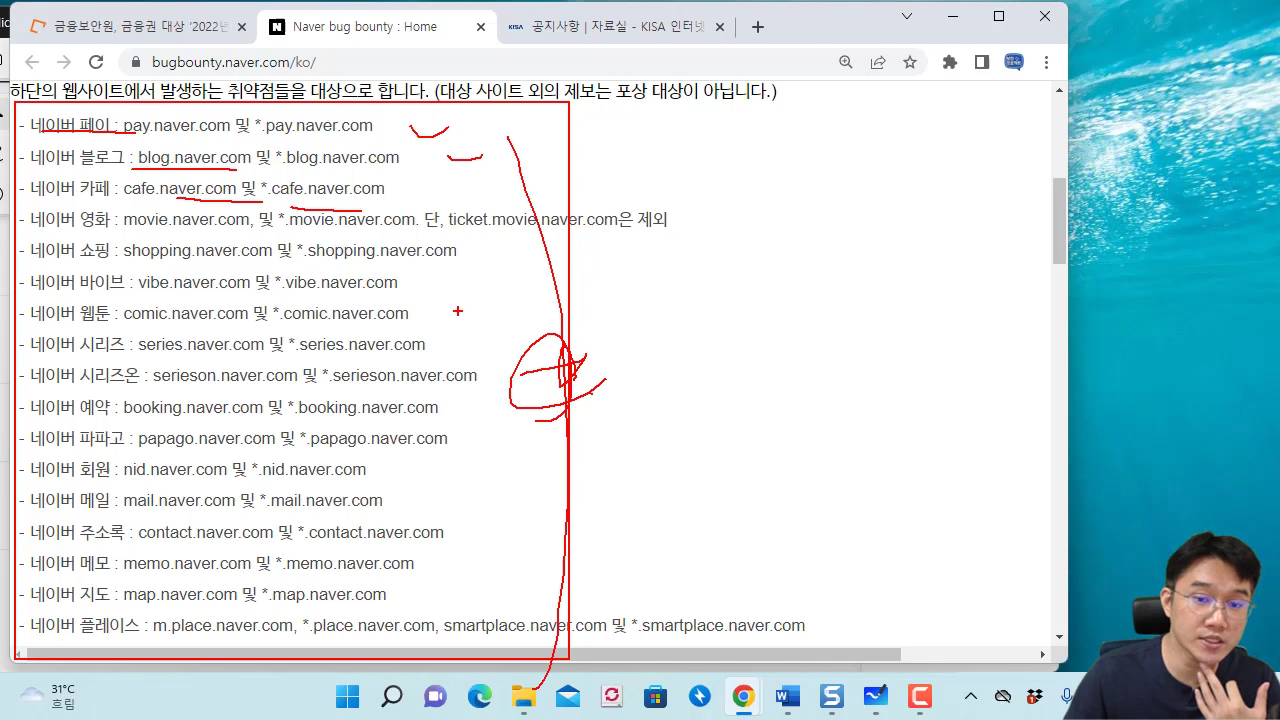 금융보안원, 금융권 대상 '2022년
Naver bug bounty : Home
KISA 공지사항 | 자료실 - KISA 인터넷
bugbounty.naver.com/ko/
하단의 웹사이트에서 발생하는 취약점들을 대상으로 합니다. (대상 사이트 외의 제보는 포상 대상이 아닙니다.)
- 네이버 페이 : pay.naver.com 및 *.pay.naver.com
- 네이버 블로그 : blog.naver.com 및 *.blog.naver.com
- 네이버 카페 : cafe.naver.com 및 *.cafe.naver.com
- 네이버 영화 : movie.naver.com, 및 *.movie.naver.com. 단, ticket.movie.naver.com은 제외
- 네이버 쇼핑 : shopping.naver.com 및 *.shopping.naver.com
- 네이버 바이브 : vibe.naver.com 및 *.vibe.naver.com
- 네이버 웹툰 : comic.naver.com 및 *.comic.naver.com
- 네이버 시리즈 : series.naver.com 및 *.series.naver.com
- 네이버 시리즈온 : serieson.naver.com 및 *.serieson.naver.com
- 네이버 예약 : booking.naver.com 및 *.booking.naver.com
- 네이버 파파고 : papago.naver.com 및 *.papago.naver.com
- 네이버 회원 : nid.naver.com 및 *.nid.naver.com
- 네이버 메일 : mail.naver.com 및 *.mail.naver.com
- 네이버 주소록 : contact.naver.com 및 *.contact.naver.com
- 네이버 메모 : memo.naver.com 및 *.memo.naver.com
- 네이버 지도 : map.naver.com 및 *.map.naver.com
- 네이버 플레이스 : m.place.naver.com, *.place.naver.com, smartplace.naver.com 및 *.smartplace.naver.com
31°C
흐림